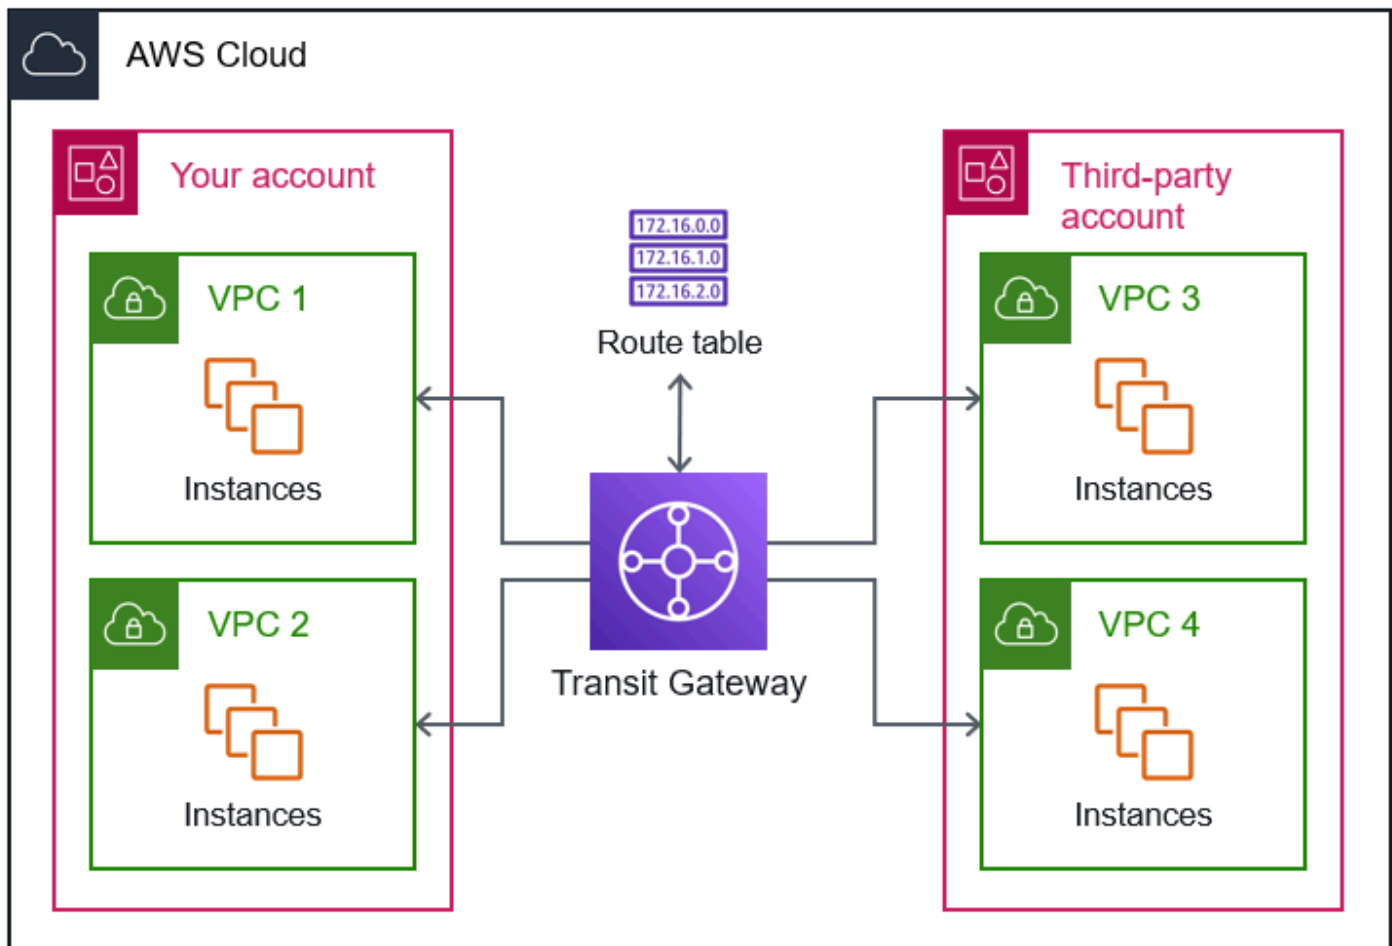 AWS Cloud
Your account
VPC 1
Instances
VPC 2
Instances
172.16.0.0
172.16.1.0
172.16.2.0
Route table
Transit Gateway
Third-party
account
VPC 3
Instances
VPC 4
Instances